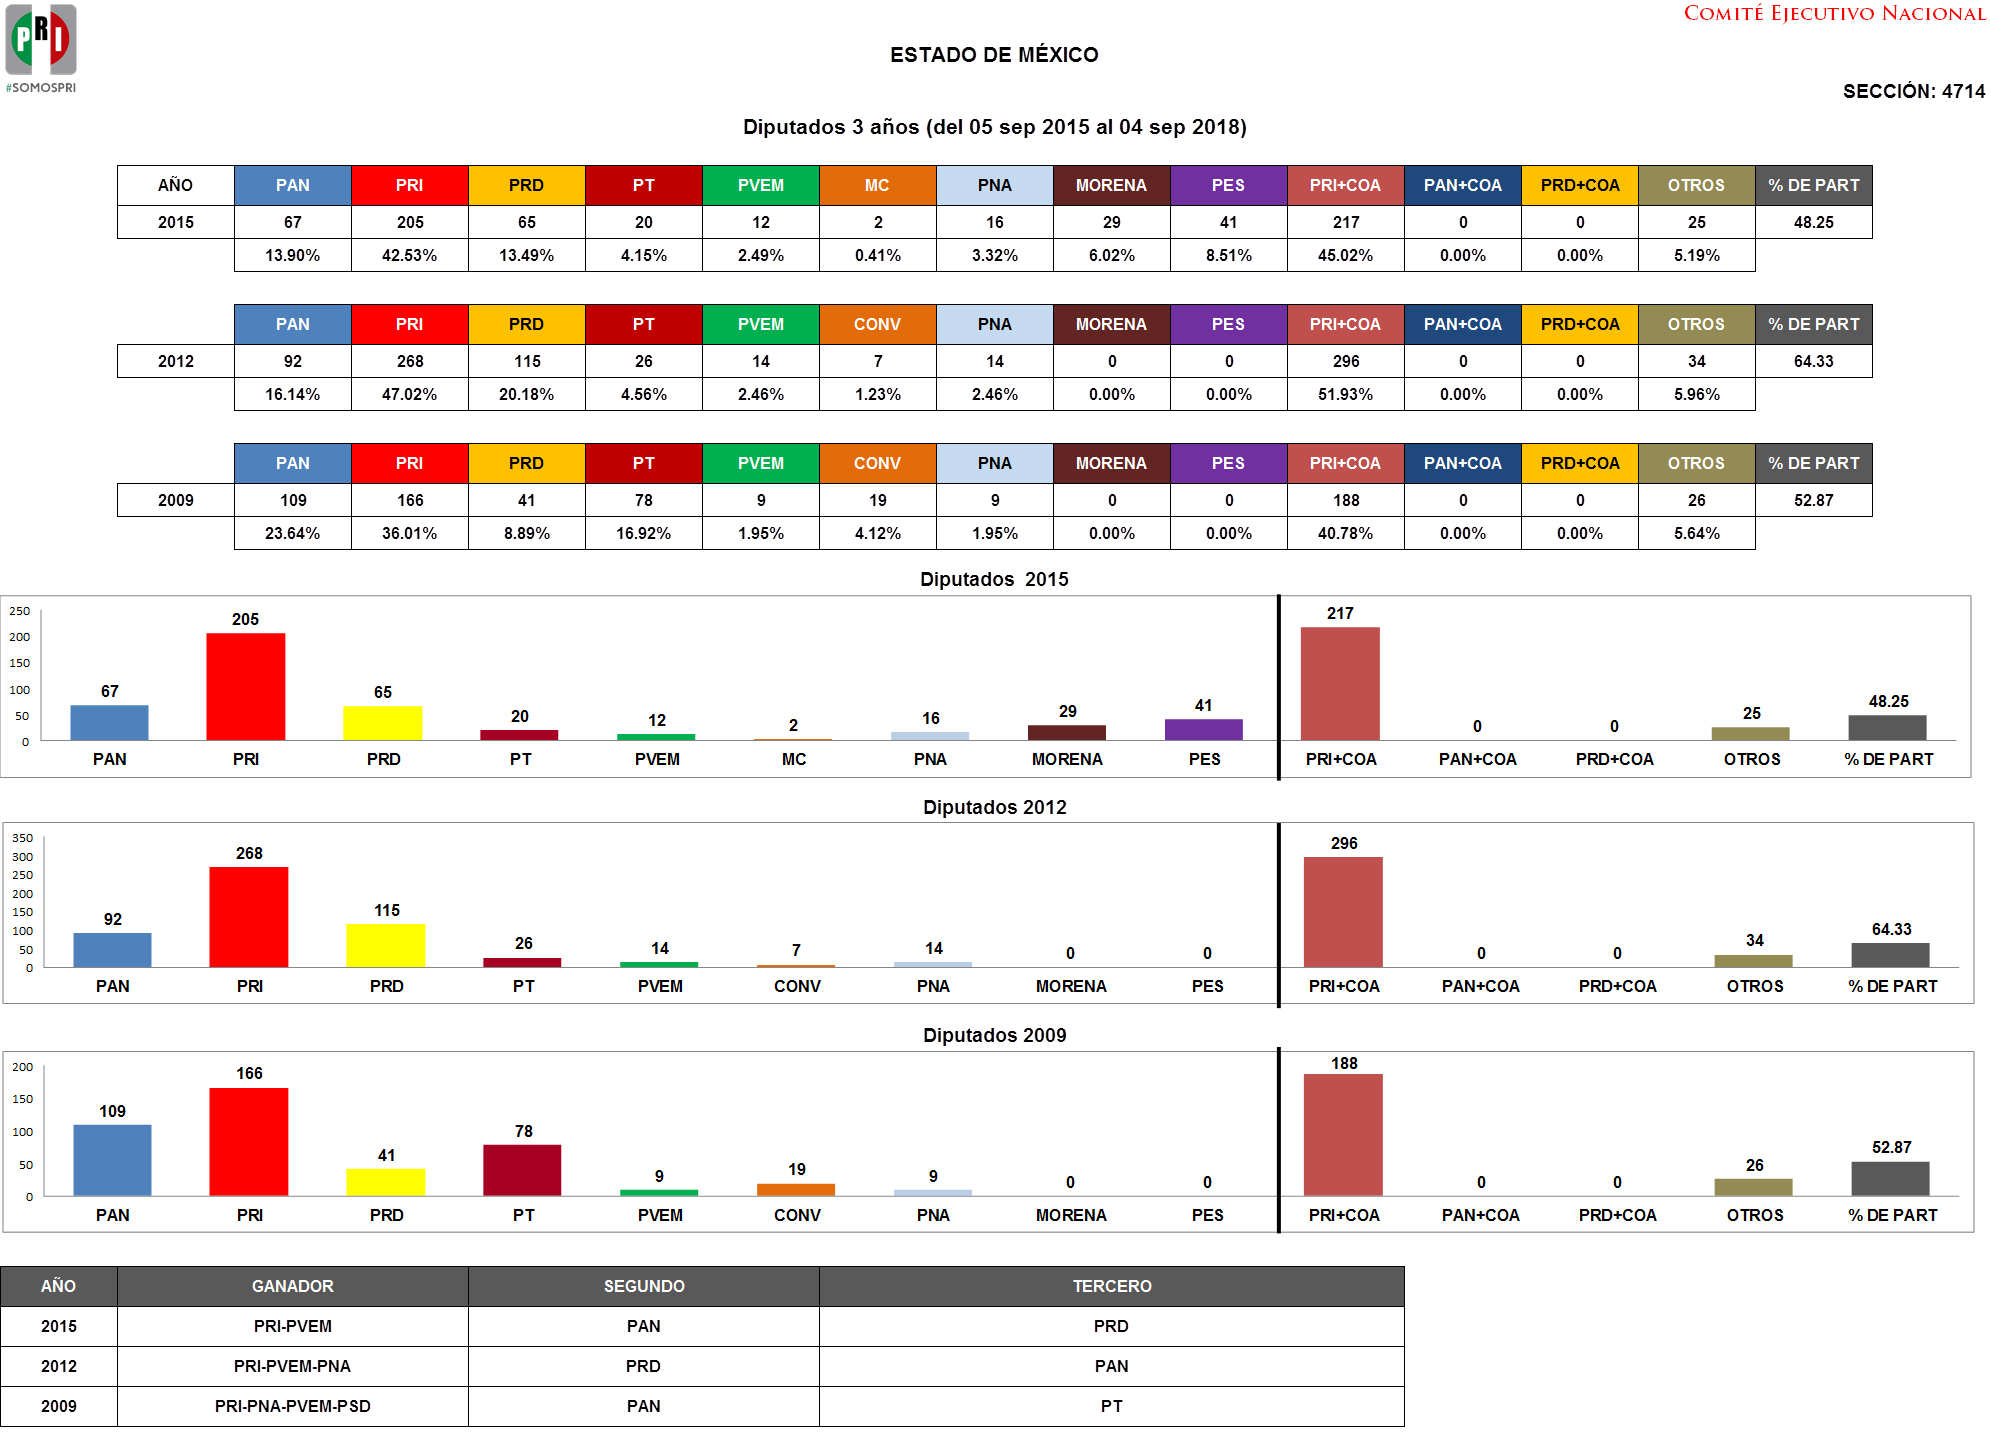 PRI
#SOMOSPRI
COMITÉ EJECUTIVO NACIONAL
ESTADO DE MÉXICO
SECCIÓN: 4714
Diputados 3 años (del 05 sep 2015 al 04 sep 2018)
AÑO PAN PRI PRD PT PVEM MC PNA MORENA PES PRI+COA PAN+COA PRD+COA OTROS % DE PART
2015 67 205 65 20 12 2 16 29 41 217 0 0 25 48.25
13.90% 42.53% 13.49% 4.15% 2.49% 0.41% 3.32% 6.02% 8.51% 45.02% 0.00% 0.00% 5.19%
PAN PRI PRD PT PVEM CONV PNA MORENA PES PRI+COA PAN+COA PRD+COA OTROS % DE PART
2012 92 268 115 26 14 7 14 0 0 296 0 0 34 64.33
16.14% 47.02% 20.18% 4.56% 2.46% 1.23% 2.46% 0.00% 0.00% 51.93% 0.00% 0.00% 5.96%
PAN PRI PRD PT PVEM CONV PNA MORENA PES PRI+COA PAN+COA PRD+COA OTROS % DE PART
2009 109 166 41 78 9 19 9 0 0 188 0 0 26 52.87
23.64% 36.01% 8.89% 16.92% 1.95% 4.12% 1.95% 0.00% 0.00% 40.78% 0.00% 0.00% 5.64%
Diputados 2015
250
200
150
100
50
0
67 205 65 20 12 2 16 29 41 217 0 0 25 48.25
PAN PRI PRD PT PVEM MC PNA MORENA PES PRI+COA PAN+COA PRD+COA OTROS % DE PART
Diputados 2012
350
300
250
200
150
100
50
0
92 268 115 26 14 7 14 0 0 296 0 0 34 64.33
PAN PRI PRD PT PVEM CONV PNA MORENA PES PRI+COA PAN+COA PRD+COA OTROS % DE PART
Diputados 2009
200
150
100
50
0
109 166 41 78 9 19 9 0 0 188 0 0 26 52.87
PAN PRI PRD PT PVEM CONV PNA MORENA PES PRI+COA PAN+COA PRD+COA OTROS % DE PART
AÑO GANADOR SEGUNDO TERCERO
2015 PRI-PVEM PAN PRD
2012 PRI-PVEM-PNA PRD PAN
2009 PRI-PNA-PVEM-PSD PAN PT